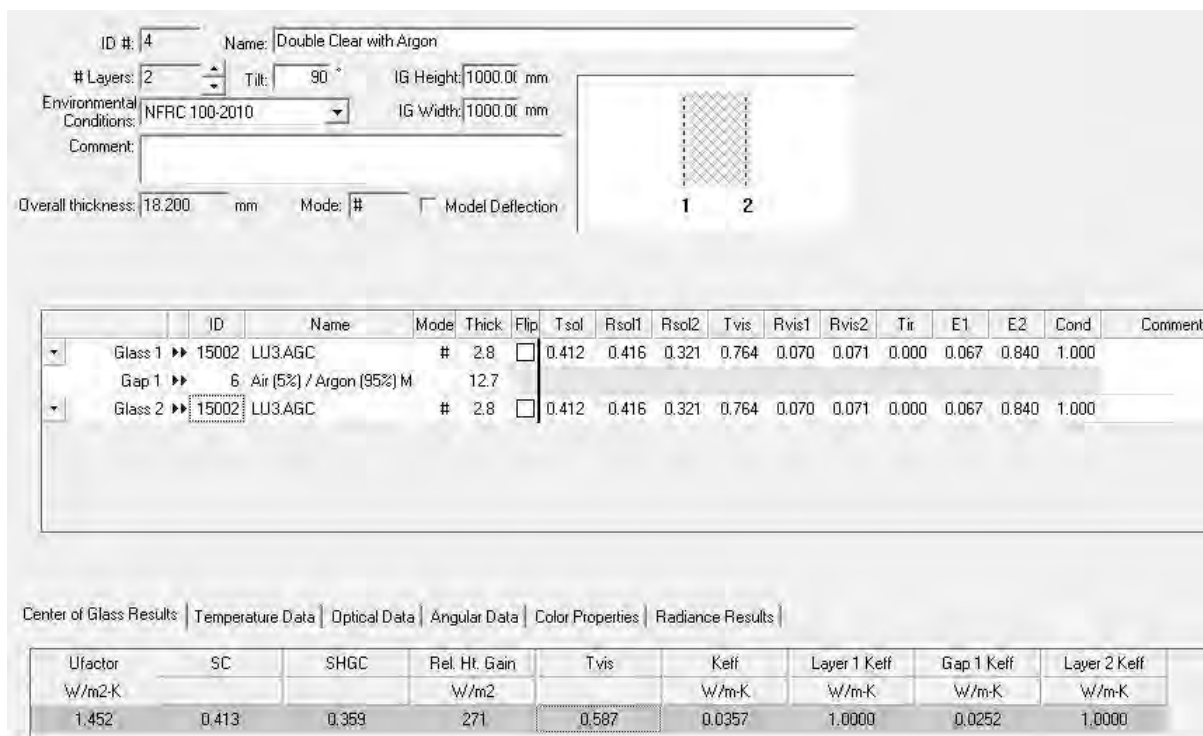 ID #: 4 Name: Double Clear with Argon
# Layers: 2 Tilt: 90 ° IG Height: 1000.00 mm
Environmental Conditions: NFRC 100-2010 IG Width: 1000.00 mm
Comment:
Overall thickness: 18.200 mm Mode: # Model Deflection
1 2
ID Name Mode Thick Flip Tsol Rsol1 Rsol2 Tvis Rvis1 Rvis2 Tir E1 E2 Cond Comment
Glass 1 15002 LU3.AGC # 2.8 0.412 0.416 0.321 0.764 0.070 0.071 0.000 0.067 0.840 1.000
Gap 1 6 Air (5%) / Argon (95%) M 12.7
Glass 2 15002 LU3.AGC # 2.8 0.412 0.416 0.321 0.764 0.070 0.071 0.000 0.067 0.840 1.000
Center of Glass Results Temperature Data Optical Data Angular Data Color Properties Radiance Results
Ufactor SC SHGC Rel. Ht. Gain Tvis Keff Layer 1 Keff Gap 1 Keff Layer 2 Keff
W/m2-K W/m2 W/m-K W/m-K W/m-K W/m-K
1.452 0.413 0.359 271 0.587 0.0357 1.0000 0.0252 1.0000